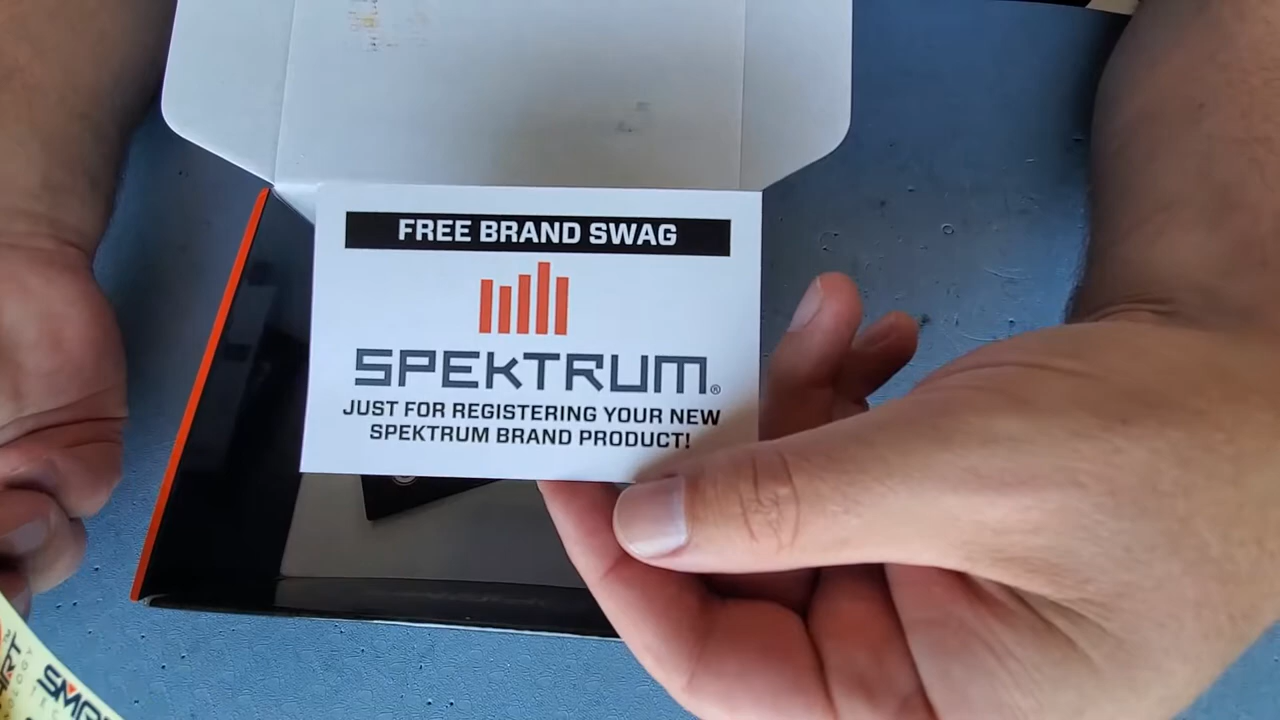 FREE BRAND SWAG
SPEKTRUM®
JUST FOR REGISTERING YOUR NEW
SPEKTRUM BRAND PRODUCT!